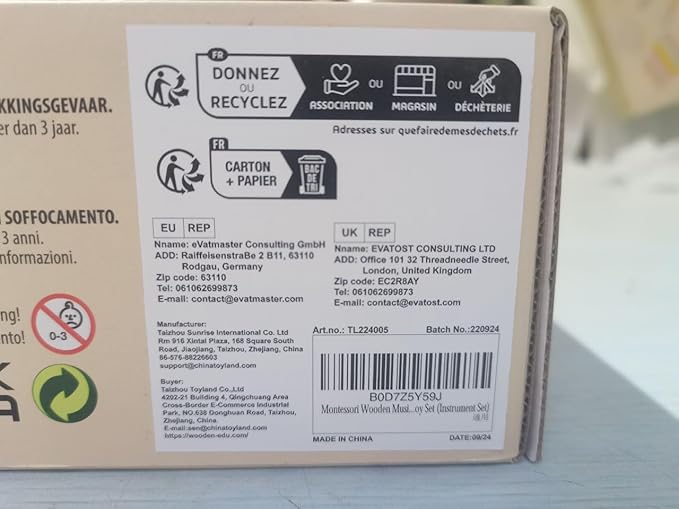 KKINGSGEVAAR.
er dan 3 jaar.
SOFFOCAMENTO.
3 anni.
informazioni.
ng!
nto!
0-3
K
A
FR
DONNEZ
OU
RECYCLEZ
ASSOCIATION
OU
MAGASIN
OU
DÉCHÈTERIE
Adresses sur quefairedemesdechets.fr
FR
CARTON
+ PAPIER
BAC
DE
TRI
EU REP
Nname: eVatmaster Consulting GmbH
ADD: RaiffeisenstraBe 2 B11, 63110
Rodgau, Germany
Zip code: 63110
Tel: 061062699873
E-mail: contact@evatmaster.com
UK REP
Nname: EVATOST CONSULTING LTD
ADD: Office 101 32 Threadneedle Street,
London, United Kingdom
Zip code: EC2R8AY
Tel: 061062699873
E-mail: contact@evatost.com
Manufacturer:
Taizhou Sunrise International Co. Ltd
Rm 916 Xintai Plaza, 168 Square South
Road, Jiaojiang, Taizhou, Zhejiang, China
86-576-88226603
support@chinatoyland.com
Buyer:
Taizhou Toyland Co.,Ltd
4202-21 Building 4, Qingchuang Area
Cross-Border E-Commerce Industrial
Park, NO.638 Donghuan Road, Taizhou,
Zhejiang, China.
E-mail:sen@chinatoyland.com
https://wooden-edu.com/
Art.no.: TL224005
Batch No.:220924
B0D7Z5Y59J
Montessori Wooden Musi...oy Set (Instrument Set)
MADE IN CHINA
DATE:09/24